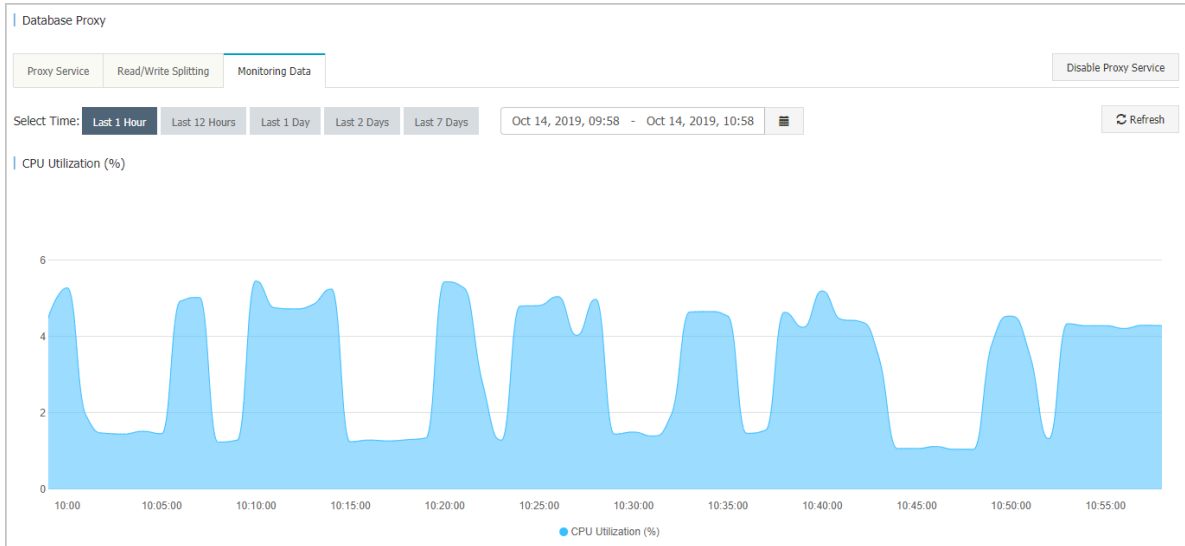 Database Proxy
Proxy Service Read/Write Splitting Monitoring Data Disable Proxy Service
Select Time: Last 1 Hour Last 12 Hours Last 1 Day Last 2 Days Last 7 Days Oct 14, 2019, 09:58 - Oct 14, 2019, 10:58 Refresh
CPU Utilization (%)
6
4
2
0
10:00 10:05:00 10:10:00 10:15:00 10:20:00 10:25:00 10:30:00 10:35:00 10:40:00 10:45:00 10:50:00 10:55:00
CPU Utilization (%)